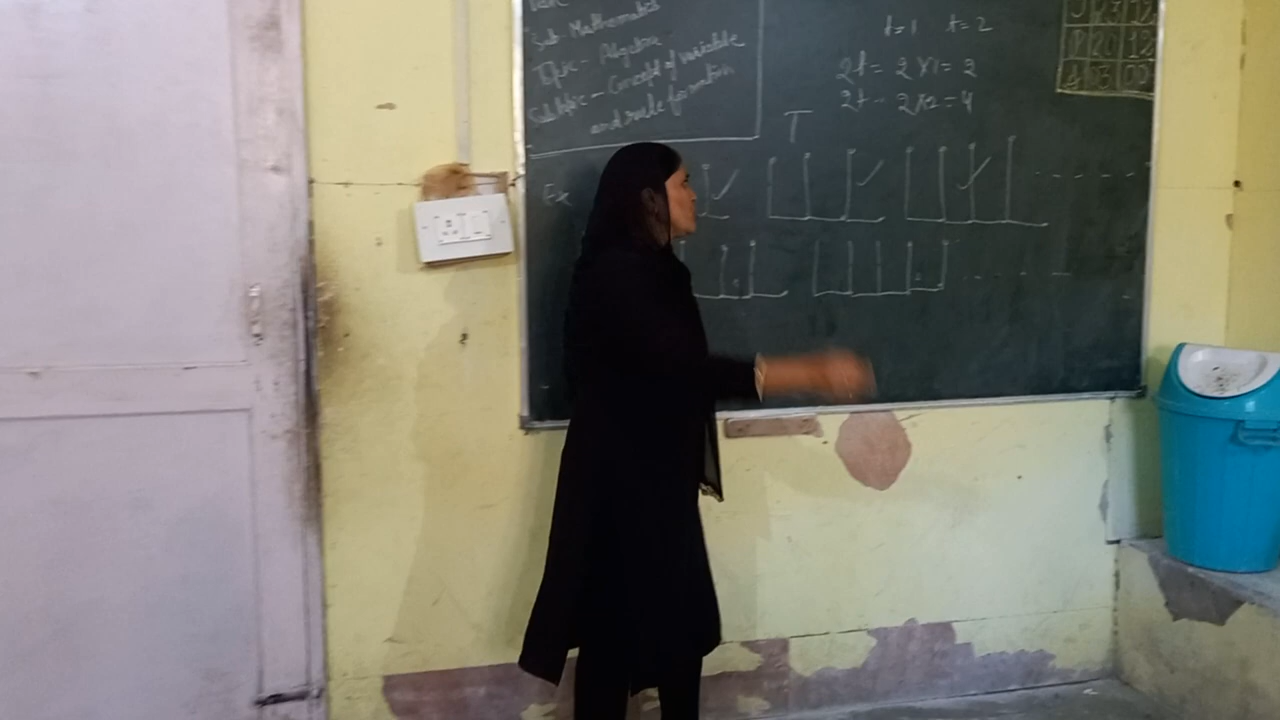 Sub - Mathematics
Topic - Algebra
Subtopic - Concept of variable
and rule formation
t=1 t=2
2t = 2×1 = 2
2t - 2×2 = 4
T
Ex